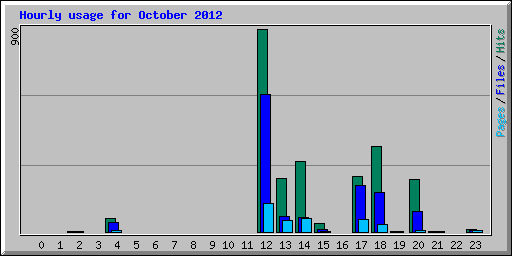 Hourly usage for October 2012
900
Pages/Files/Hits
0 1 2 3 4 5 6 7 8 9 10 11 12 13 14 15 16 17 18 19 20 21 22 23